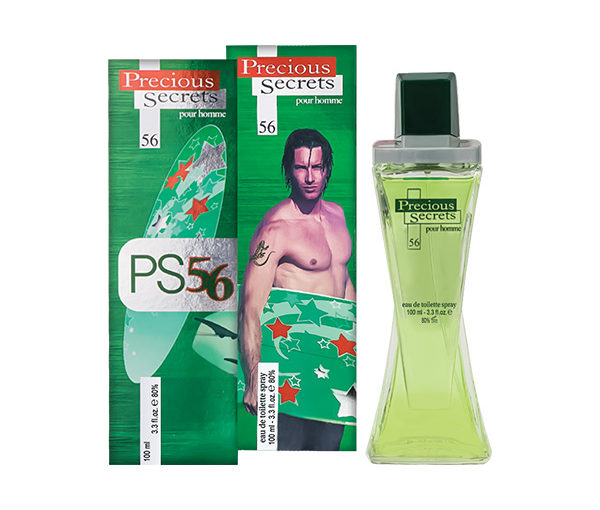 Precious
Secrets
pour homme
56
PS56
100 ml 3.3 fl.oz. ℮ 80%
Precious
Secrets
pour homme
56
eau de toilette spray
100 ml - 3.3 fl.oz. ℮ 80%
Precious
Secrets
pour homme
56
eau de toilette spray
100 ml - 3.3 fl.oz. ℮
80%